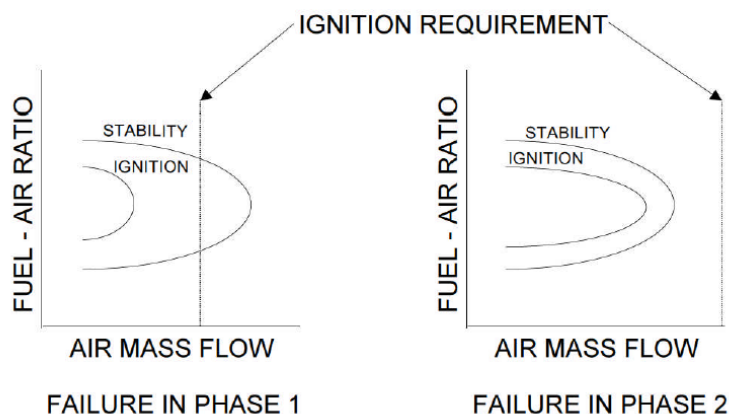 IGNITION REQUIREMENT
FUEL - AIR RATIO
STABILITY
IGNITION
AIR MASS FLOW
FAILURE IN PHASE 1
FUEL - AIR RATIO
STABILITY
IGNITION
AIR MASS FLOW
FAILURE IN PHASE 2